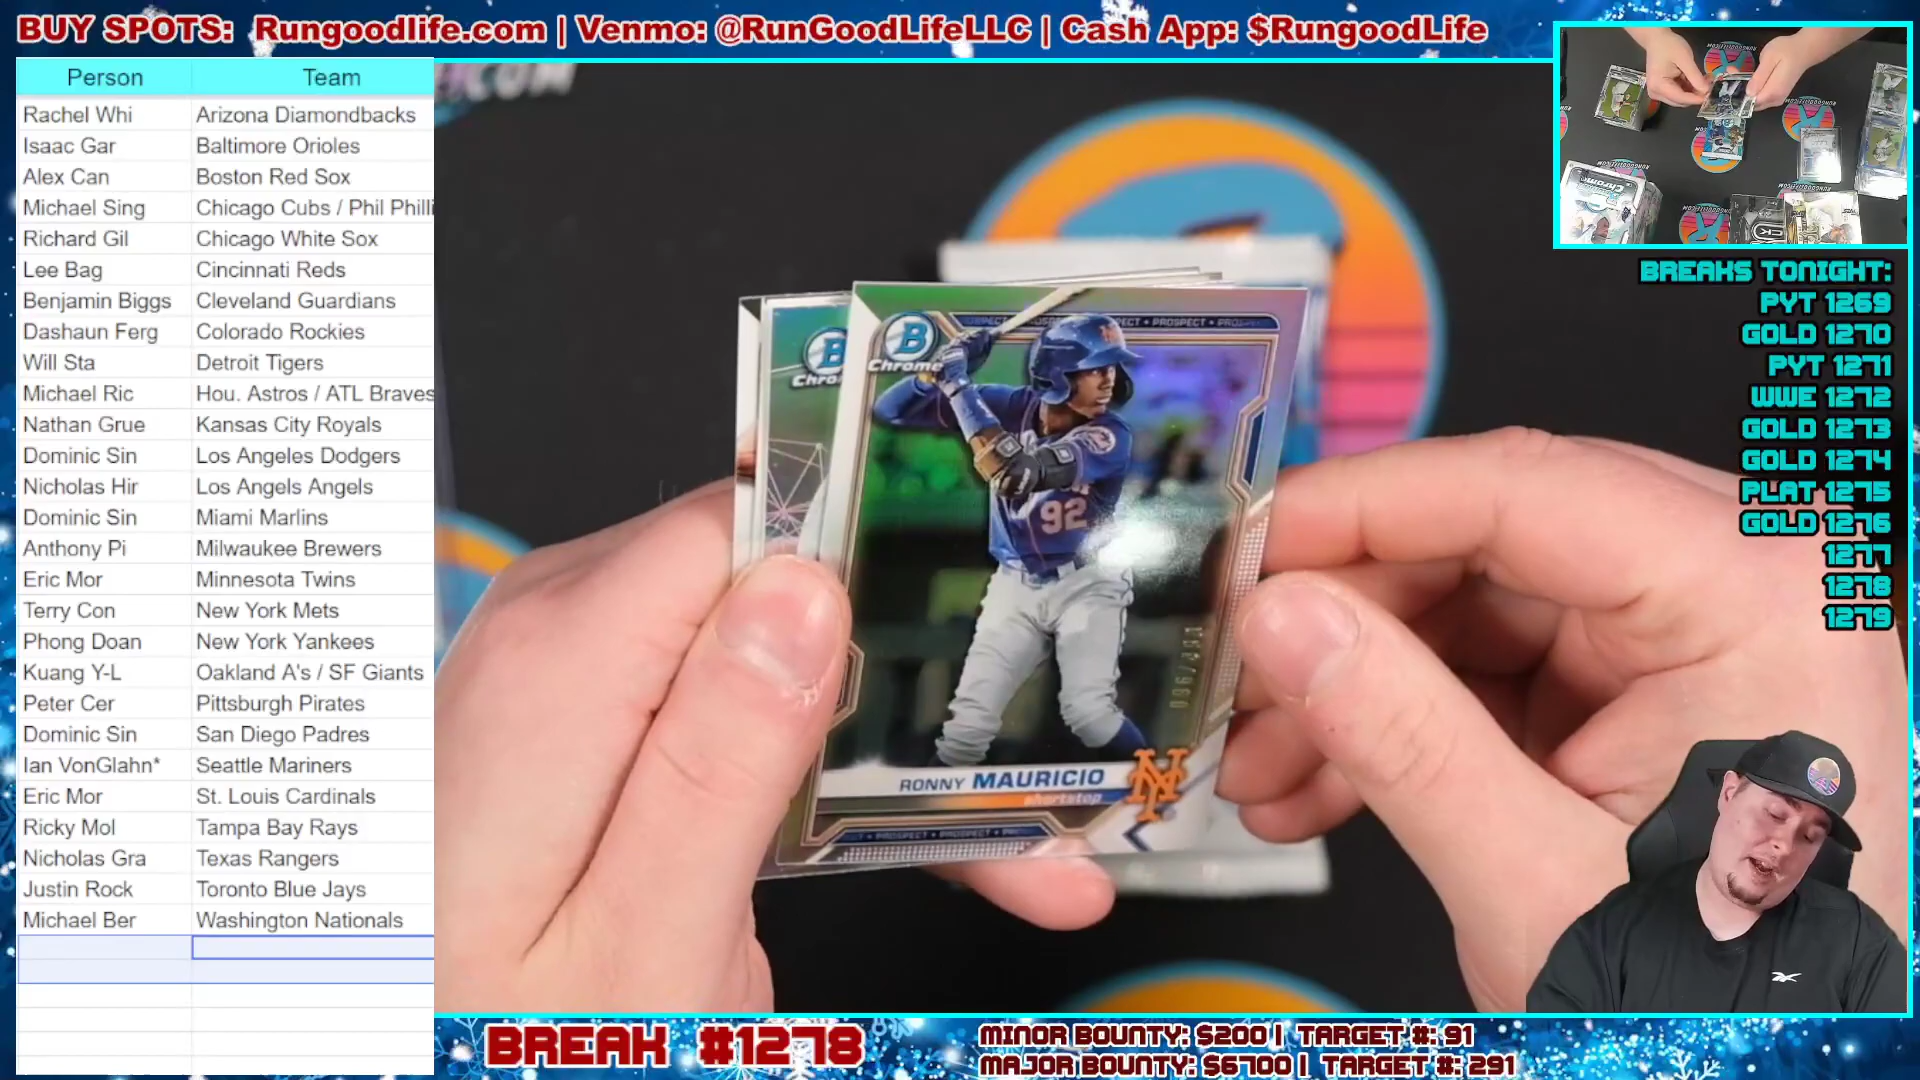 BUY SPOTS: Rungoodlife.com | Venmo: @RunGoodLifeLLC | Cash App: $RungoodLife
Person Team
Rachel Whi Arizona Diamondbacks
Isaac Gar Baltimore Orioles
Alex Can Boston Red Sox
Michael Sing Chicago Cubs / Phil Philli
Richard Gil Chicago White Sox
Lee Bag Cincinnati Reds
Benjamin Biggs Cleveland Guardians
Dashaun Ferg Colorado Rockies
Will Sta Detroit Tigers
Michael Ric Hou. Astros / ATL Braves
Nathan Grue Kansas City Royals
Dominic Sin Los Angeles Dodgers
Nicholas Hir Los Angels Angels
Dominic Sin Miami Marlins
Anthony Pi Milwaukee Brewers
Eric Mor Minnesota Twins
Terry Con New York Mets
Phong Doan New York Yankees
Kuang Y-L Oakland A's / SF Giants
Peter Cer Pittsburgh Pirates
Dominic Sin San Diego Padres
Ian VonGlahn* Seattle Mariners
Eric Mor St. Louis Cardinals
Ricky Mol Tampa Bay Rays
Nicholas Gra Texas Rangers
Justin Rock Toronto Blue Jays
Michael Ber Washington Nationals
.COM
B
Chrome
PROSPECT
92
RONNY MAURICIO
shortstop
NY
PROSPECT • PROSPECT
BREAKS TONIGHT:
PYT 1269
GOLD 1270
PYT 1271
WWE 1272
GOLD 1273
GOLD 1274
PLAT 1275
GOLD 1276
1277
1278
1279
BREAK #1278
MINOR BOUNTY: $200 | TARGET #: 91
MAJOR BOUNTY: $6700 | TARGET #: 291